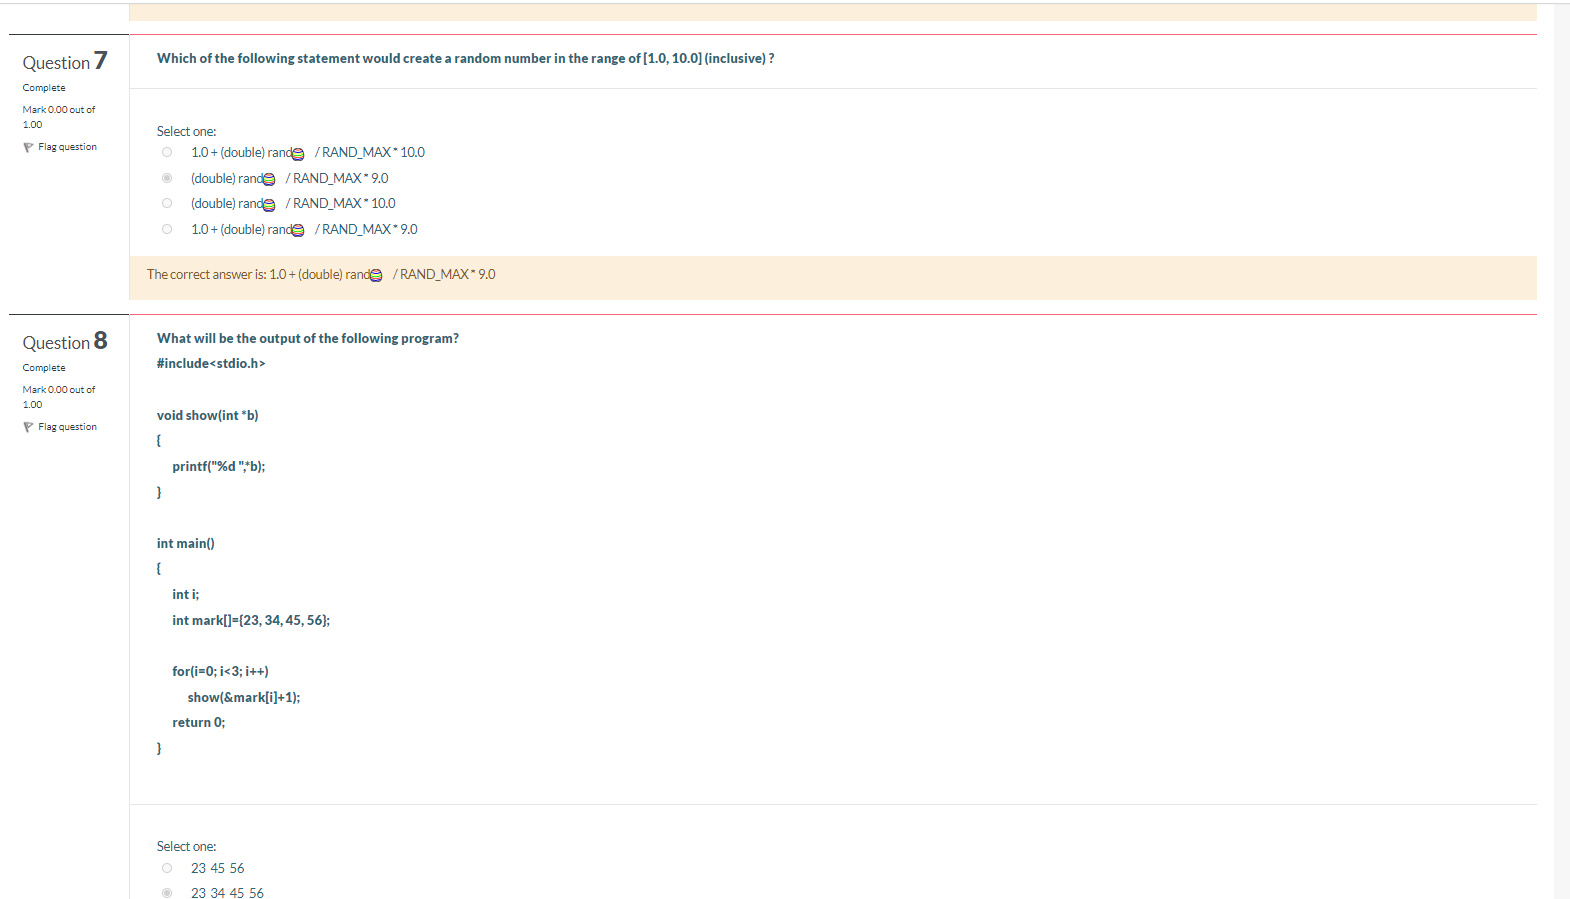 Question 7
Complete
Mark 0.00 out of
1.00
Flag question
Which of the following statement would create a random number in the range of [1.0, 10.0] (inclusive) ?
Select one:
1.0 + (double) rand / RAND_MAX * 10.0
(double) rand / RAND_MAX * 9.0
(double) rand / RAND_MAX * 10.0
1.0 + (double) rand / RAND_MAX * 9.0
The correct answer is: 1.0 + (double) rand / RAND_MAX * 9.0
Question 8
Complete
Mark 0.00 out of
1.00
Flag question
What will be the output of the following program?
#include<stdio.h>
void show(int *b)
{
printf("%d ",*b);
}
int main()
{
int i;
int mark[]={23, 34, 45, 56};
for(i=0; i<3; i++)
show(&mark[i]+1);
return 0;
}
Select one:
23 45 56
23 34 45 56